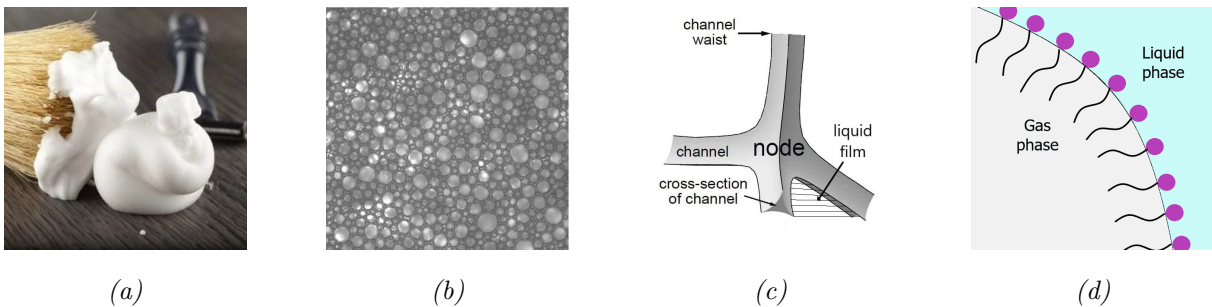 channel
waist
channel
node
liquid
film
cross-section
of channel
Liquid
phase
Gas
phase
(a)
(b)
(c)
(d)